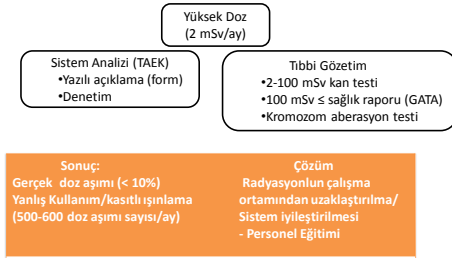 Yüksek Doz
(2 mSv/ay)
Sistem Analizi (TAEK)
•Yazılı açıklama (form)
•Denetim
Tıbbi Gözetim
•2-100 mSv kan testi
•100 mSv ≤ sağlık raporu (GATA)
•Kromozom aberasyon testi
Sonuç:
Gerçek doz aşımı (< 10%)
Yanlış Kullanım/kasıtlı ışınlama
(500-600 doz aşımı sayısı/ay)
Çözüm
Radyasyonlun çalışma
ortamından uzaklaştırılma/
Sistem iyileştirilmesi
- Personel Eğitimi